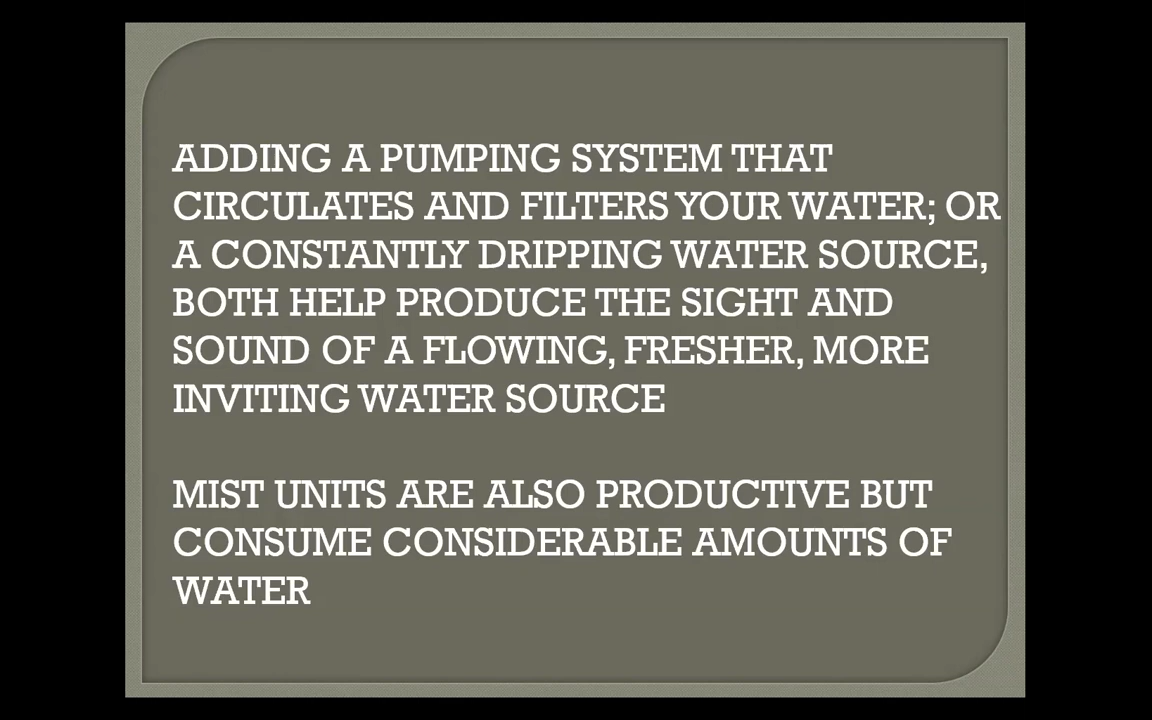 ADDING A PUMPING SYSTEM THAT
CIRCULATES AND FILTERS YOUR WATER; OR
A CONSTANTLY DRIPPING WATER SOURCE,
BOTH HELP PRODUCE THE SIGHT AND
SOUND OF A FLOWING, FRESHER, MORE
INVITING WATER SOURCE
MIST UNITS ARE ALSO PRODUCTIVE BUT
CONSUME CONSIDERABLE AMOUNTS OF
WATER